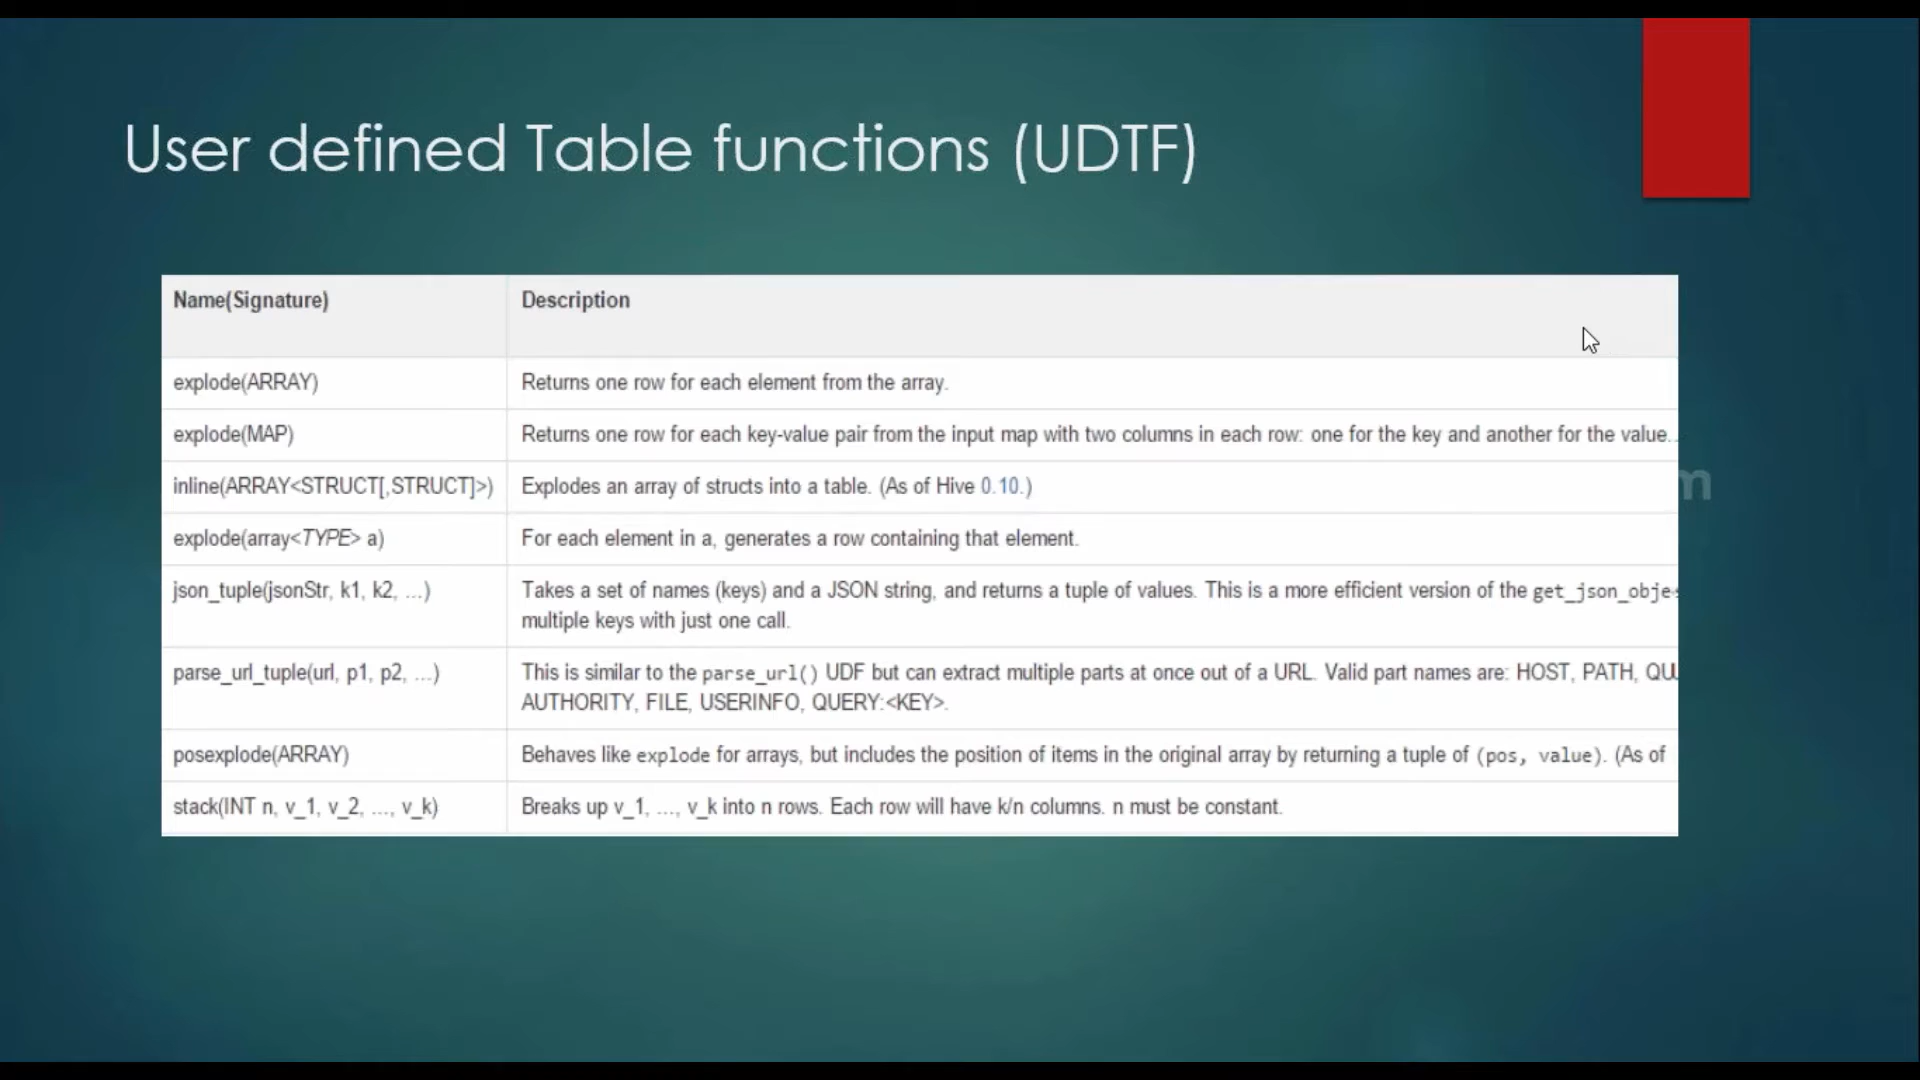 User defined Table functions (UDTF)
Name(Signature) Description
explode(ARRAY) Returns one row for each element from the array.
explode(MAP) Returns one row for each key-value pair from the input map with two columns in each row: one for the key and another for the value.
inline(ARRAY<STRUCT[,STRUCT]>) Explodes an array of structs into a table. (As of Hive 0.10.)
m
explode(array<TYPE> a) For each element in a, generates a row containing that element.
json_tuple(jsonStr, k1, k2, ...) Takes a set of names (keys) and a JSON string, and returns a tuple of values. This is a more efficient version of the get_json_obje
multiple keys with just one call.
parse_url_tuple(url, p1, p2, ...) This is similar to the parse_url() UDF but can extract multiple parts at once out of a URL. Valid part names are: HOST, PATH, QU
AUTHORITY, FILE, USERINFO, QUERY:<KEY>.
posexplode(ARRAY) Behaves like explode for arrays, but includes the position of items in the original array by returning a tuple of (pos, value). (As of
stack(INT n, v_1, v_2, ..., v_k) Breaks up v_1, ..., v_k into n rows. Each row will have k/n columns. n must be constant.